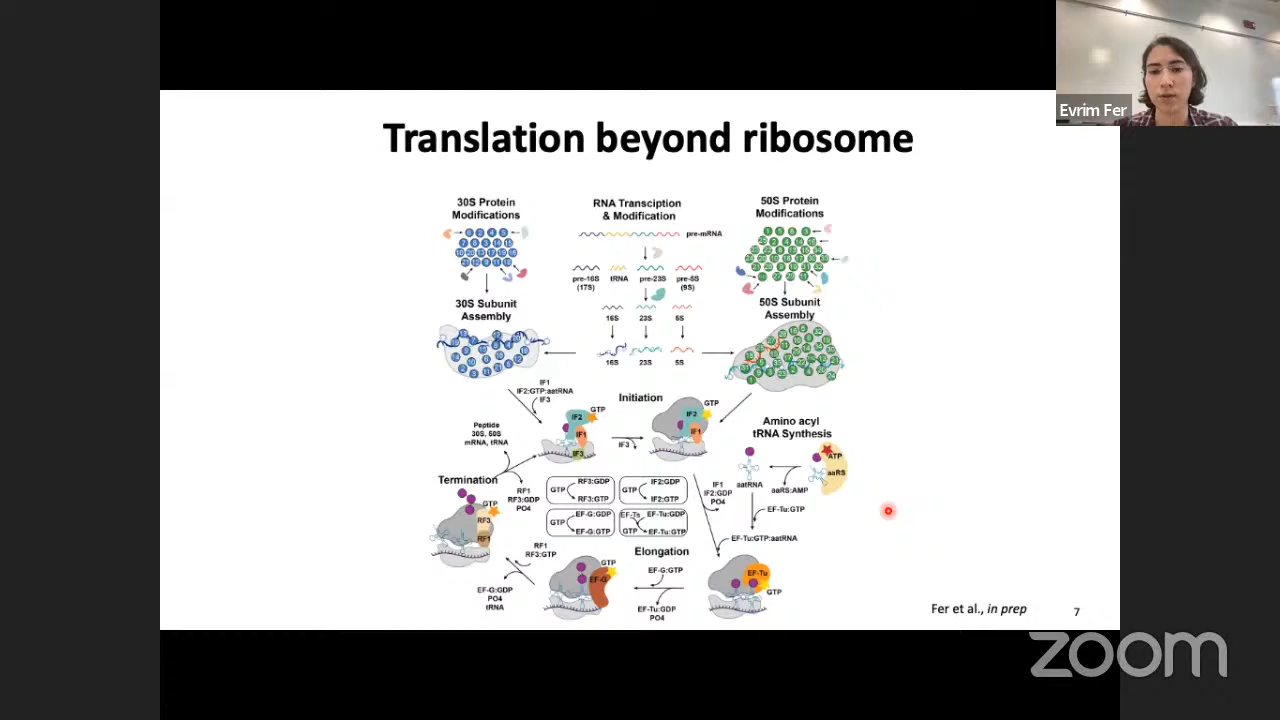 Evrim Fer
Translation beyond ribosome
30S Protein
Modifications
RNA Transciption
& Modification
50S Protein
Modifications
pre-mRNA
pre-16S
(17S)
tRNA
pre-23S
pre-5S
(9S)
30S Subunit
Assembly
50S Subunit
Assembly
16S
23S
5S
16S
23S
5S
IF1
IF2:GTP:aatRNA
IF3
Initiation
GTP
IF2
IF1
IF3
IF3
GTP
IF2
IF1
Peptide
30S, 50S
mRNA, tRNA
Amino acyl
tRNA Synthesis
ATP
aaRS
aatRNA
aaRS:AMP
Termination
GTP
RF3
RF1
RF1
RF3:GDP
PO4
GTP
RF3:GDP
RF3:GTP
GTP
IF2:GDP
IF2:GTP
GTP
EF-G:GDP
EF-G:GTP
EF-Ts
EF-Tu:GDP
GTP
EF-Tu:GTP
IF1
IF2:GDP
PO4
EF-Tu:GTP
EF-Tu:GTP:aatRNA
Elongation
RF1
RF3:GTP
EF-G:GDP
PO4
tRNA
GTP
EF-G
EF-G:GTP
EF-Tu:GDP
PO4
EF-Tu
GTP
Fer et al., in prep
7
zoom